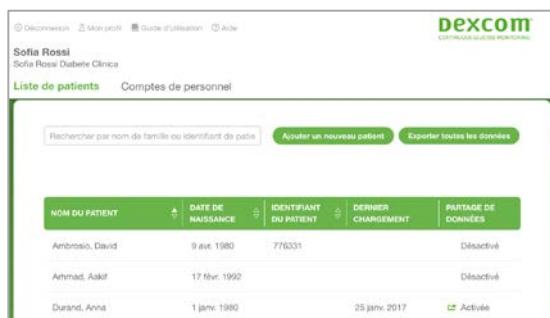 Déconnexion Mon profil Guide d'utilisation Aide
Dexcom
CONTINUOUS GLUCOSE MONITORING
Sofia Rossi
Sofia Rossi Diabete Clinica
Liste de patients Comptes de personnel
Rechercher par nom de famille ou identifiant de patie
Ajouter un nouveau patient Exporter toutes les données
NOM DU PATIENT DATE DE NAISSANCE IDENTIFIANT DU PATIENT DERNIER CHARGEMENT PARTAGE DE DONNÉES
Ambrosio, David 9 avr. 1980 776331 Désactivé
Arhmad, Aakif 17 févr. 1992 Désactivé
Durand, Anna 1 janv. 1980 25 janv. 2017 Activée